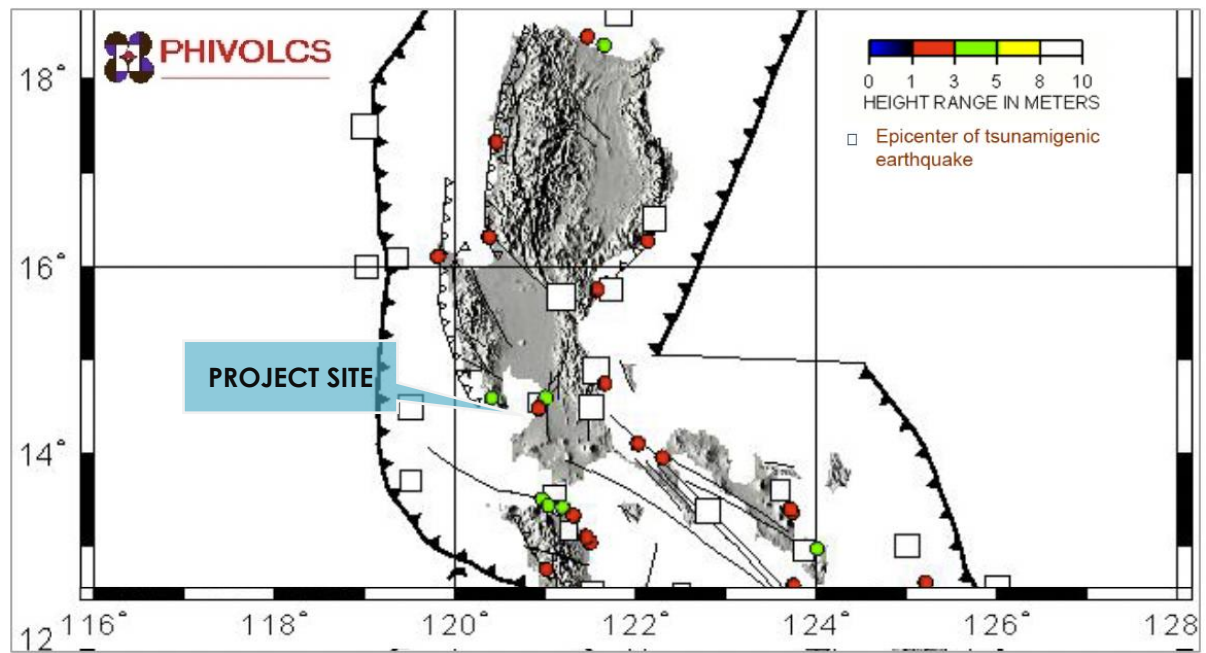 PHIVOLCS
18°
16°
14°
12
0 1 3 5 8 10
HEIGHT RANGE IN METERS
Epicenter of tsunamigenic
earthquake
PROJECT SITE
116° 118° 120° 122° 124° 126° 128